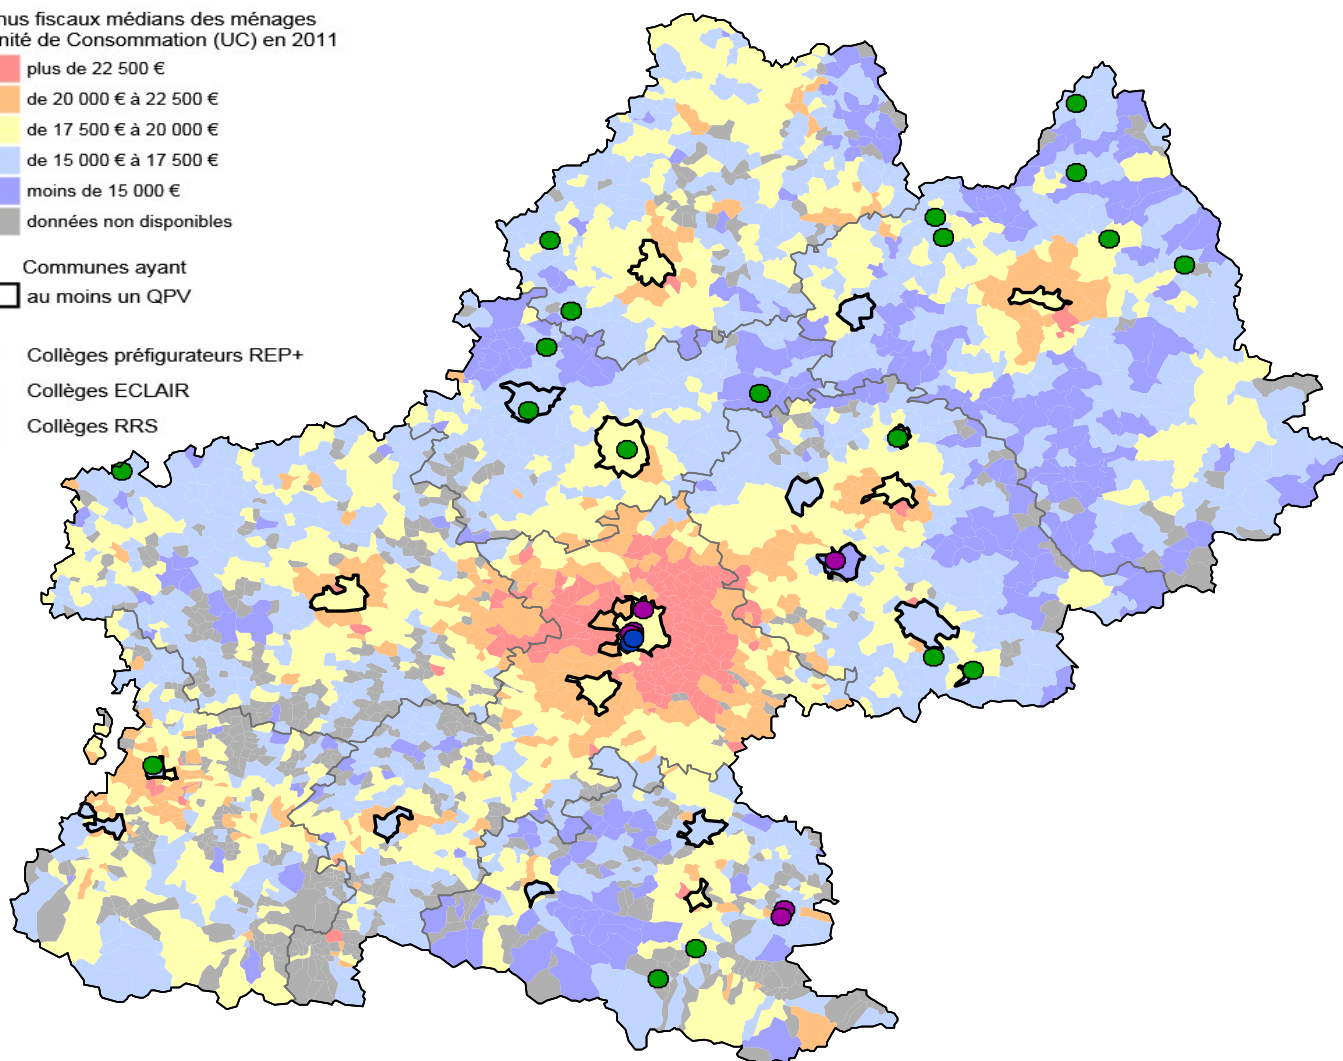 fiscaux médians des ménages
de Consommation (UC) en 2011
plus de 22 500 €
de 20 000 € à 22 500 €
de 17 500 € à 20 000 €
de 15 000 € à 17 500 €
moins de 15 000 €
données non disponibles
Communes ayant
au moins un QPV
Collèges préfigurateurs REP+
Collèges ECLAIR
Collèges RRS